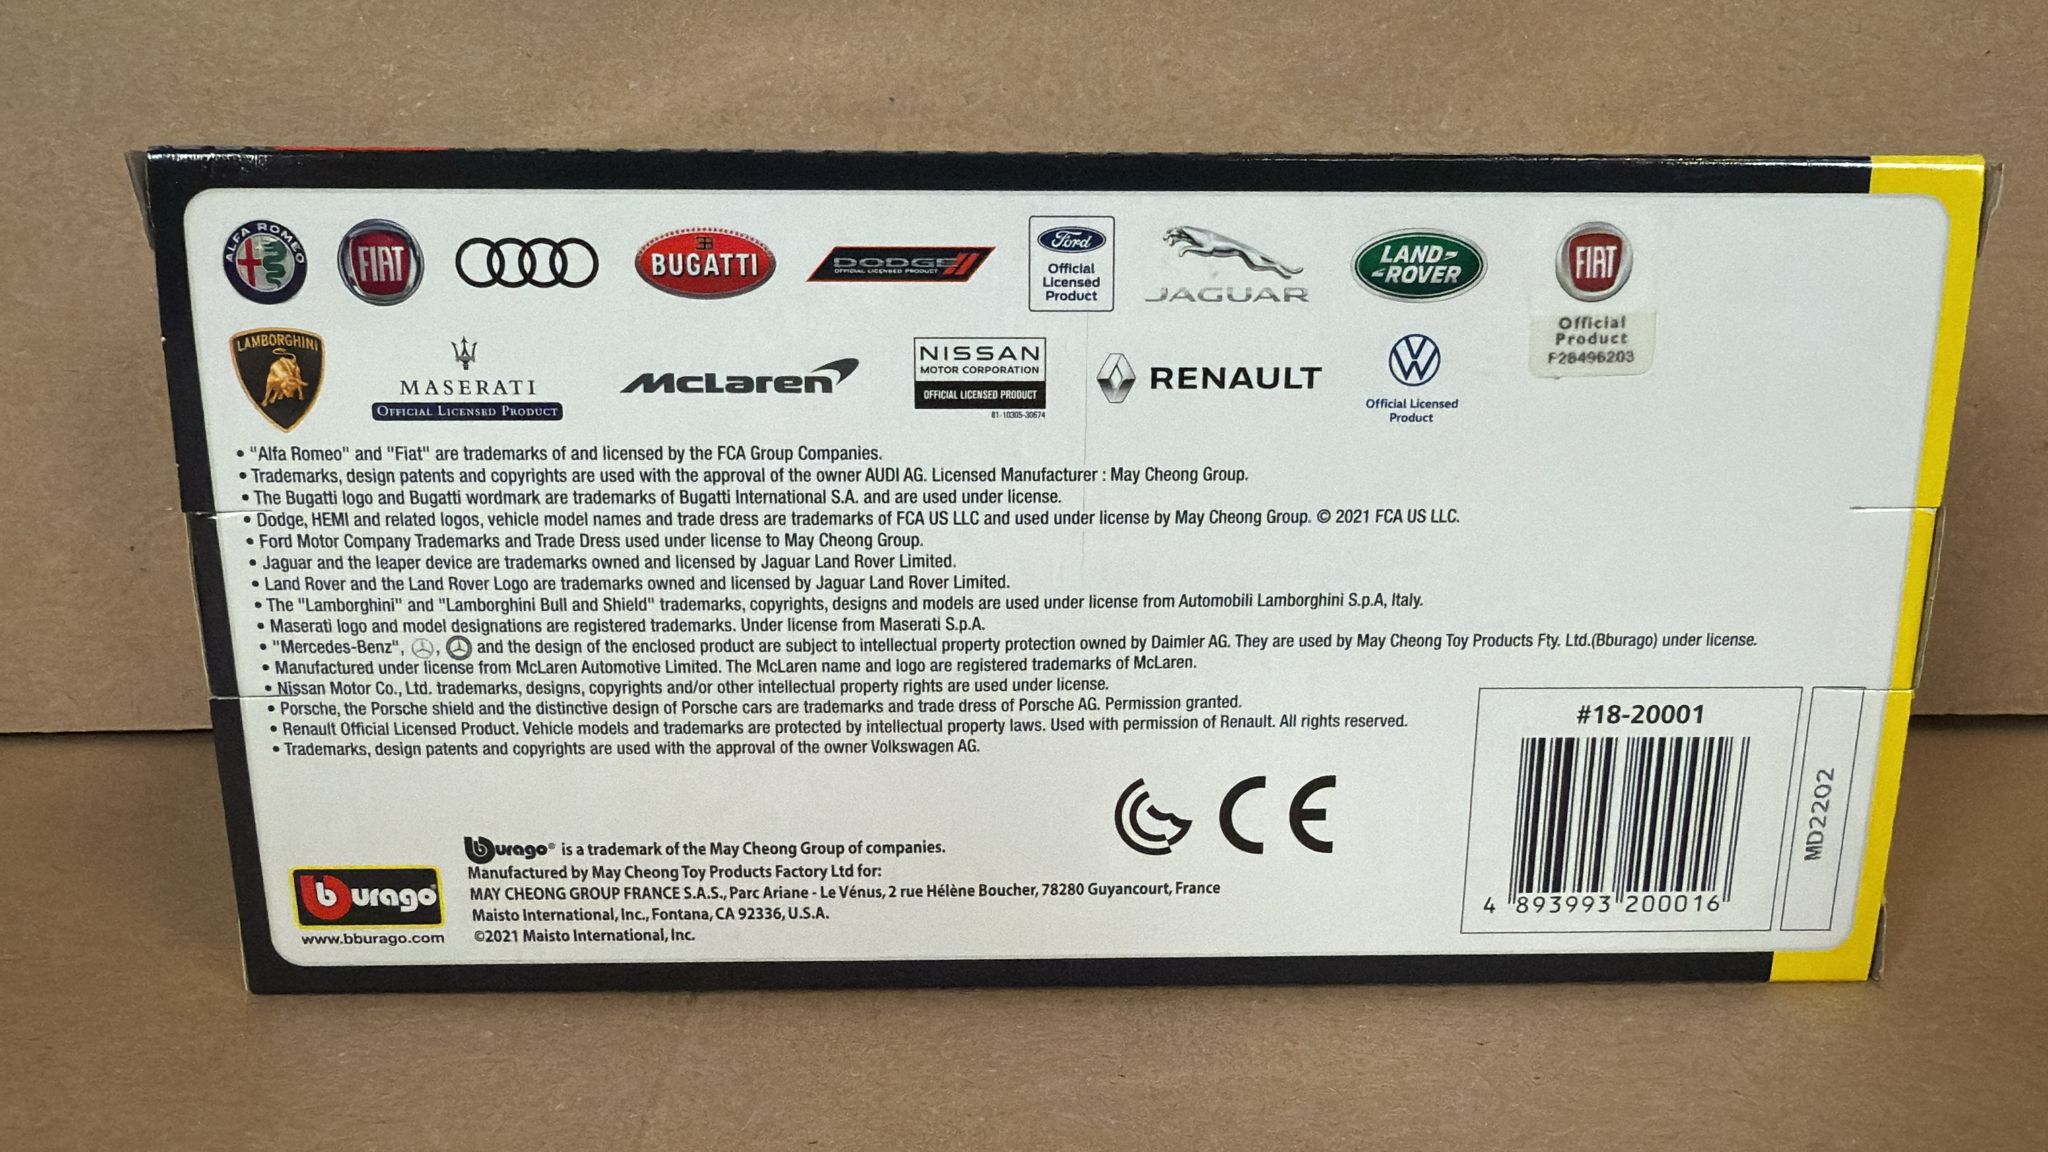 ALFA ROMEO
FIAT
BUGATTI
DODGE
OFFICIAL LICENSED PRODUCT
Ford
Official
Licensed
Product
JAGUAR
LAND-
-ROVER
FIAT
Official
Product
F28496203
LAMBORGHINI
MASERATI
OFFICIAL LICENSED PRODUCT
McLaren
NISSAN
MOTOR CORPORATION
OFFICIAL LICENSED PRODUCT
81-10305-30674
RENAULT
Official Licensed
Product
• "Alfa Romeo" and "Fiat" are trademarks of and licensed by the FCA Group Companies.
• Trademarks, design patents and copyrights are used with the approval of the owner AUDI AG. Licensed Manufacturer : May Cheong Group.
• The Bugatti logo and Bugatti wordmark are trademarks of Bugatti International S.A. and are used under license.
• Dodge, HEMI and related logos, vehicle model names and trade dress are trademarks of FCA US LLC and used under license by May Cheong Group. © 2021 FCA US LLC.
• Ford Motor Company Trademarks and Trade Dress used under license to May Cheong Group.
• Jaguar and the leaper device are trademarks owned and licensed by Jaguar Land Rover Limited.
• Land Rover and the Land Rover Logo are trademarks owned and licensed by Jaguar Land Rover Limited.
• The "Lamborghini" and "Lamborghini Bull and Shield" trademarks, copyrights, designs and models are used under license from Automobili Lamborghini S.p.A, Italy.
• Maserati logo and model designations are registered trademarks. Under license from Maserati S.p.A.
• "Mercedes-Benz", , and the design of the enclosed product are subject to intellectual property protection owned by Daimler AG. They are used by May Cheong Toy Products Fty. Ltd.(Bburago) under license.
• Manufactured under license from McLaren Automotive Limited. The McLaren name and logo are registered trademarks of McLaren.
• Nissan Motor Co., Ltd. trademarks, designs, copyrights and/or other intellectual property rights are used under license.
• Porsche, the Porsche shield and the distinctive design of Porsche cars are trademarks and trade dress of Porsche AG. Permission granted.
• Renault Official Licensed Product. Vehicle models and trademarks are protected by intellectual property laws. Used with permission of Renault. All rights reserved.
• Trademarks, design patents and copyrights are used with the approval of the owner Volkswagen AG.
#18-20001
4 893993 200016
MD2202
CE
bburago
www.bburago.com
bburago® is a trademark of the May Cheong Group of companies.
Manufactured by May Cheong Toy Products Factory Ltd for:
MAY CHEONG GROUP FRANCE S.A.S., Parc Ariane - Le Vénus, 2 rue Hélène Boucher, 78280 Guyancourt, France
Maisto International, Inc., Fontana, CA 92336, U.S.A.
©2021 Maisto International, Inc.